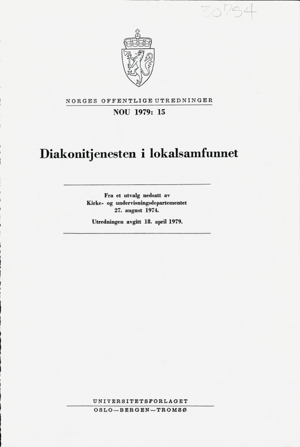 NORGES OFFENTLIGE UTREDNINGER
NOU 1979: 15
Diakonitjenesten i lokalsamfunnet
Fra et utvalg nedsatt av
Kirke- og undervisningsdepartementet
27. august 1974.
Utredningen avgitt 18. april 1979.
UNIVERSITETSFORLAGET
OSLO—BERGEN—TROMSØ